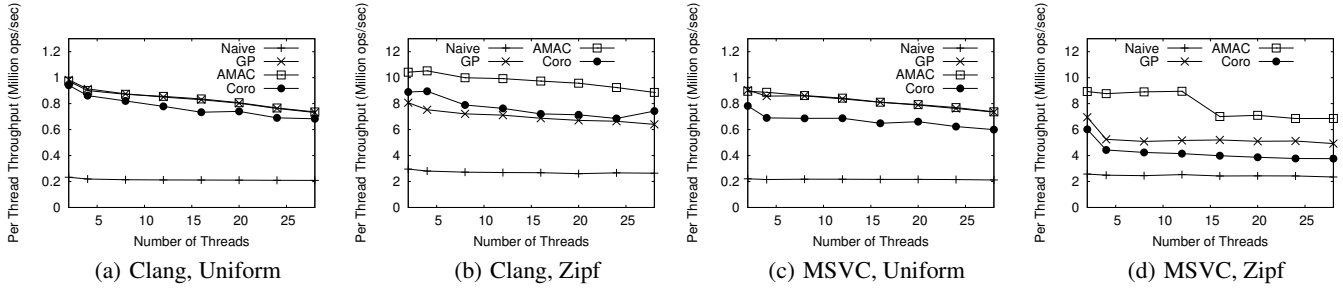 Per Thread Throughput (Million ops/sec)
1.2
1
0.8
0.6
0.4
0.2
0
Naive
GP
AMAC
Coro
5
10
15
20
25
Number of Threads
(a) Clang, Uniform
Per Thread Throughput (Million ops/sec)
12
10
8
6
4
2
0
Naive
GP
AMAC
Coro
5
10
15
20
25
Number of Threads
(b) Clang, Zipf
Per Thread Throughput (Million ops/sec)
1.2
1
0.8
0.6
0.4
0.2
0
Naive
GP
AMAC
Coro
5
10
15
20
25
Number of Threads
(c) MSVC, Uniform
Per Thread Throughput (Million ops/sec)
12
10
8
6
4
2
0
Naive
GP
AMAC
Coro
5
10
15
20
25
Number of Threads
(d) MSVC, Zipf